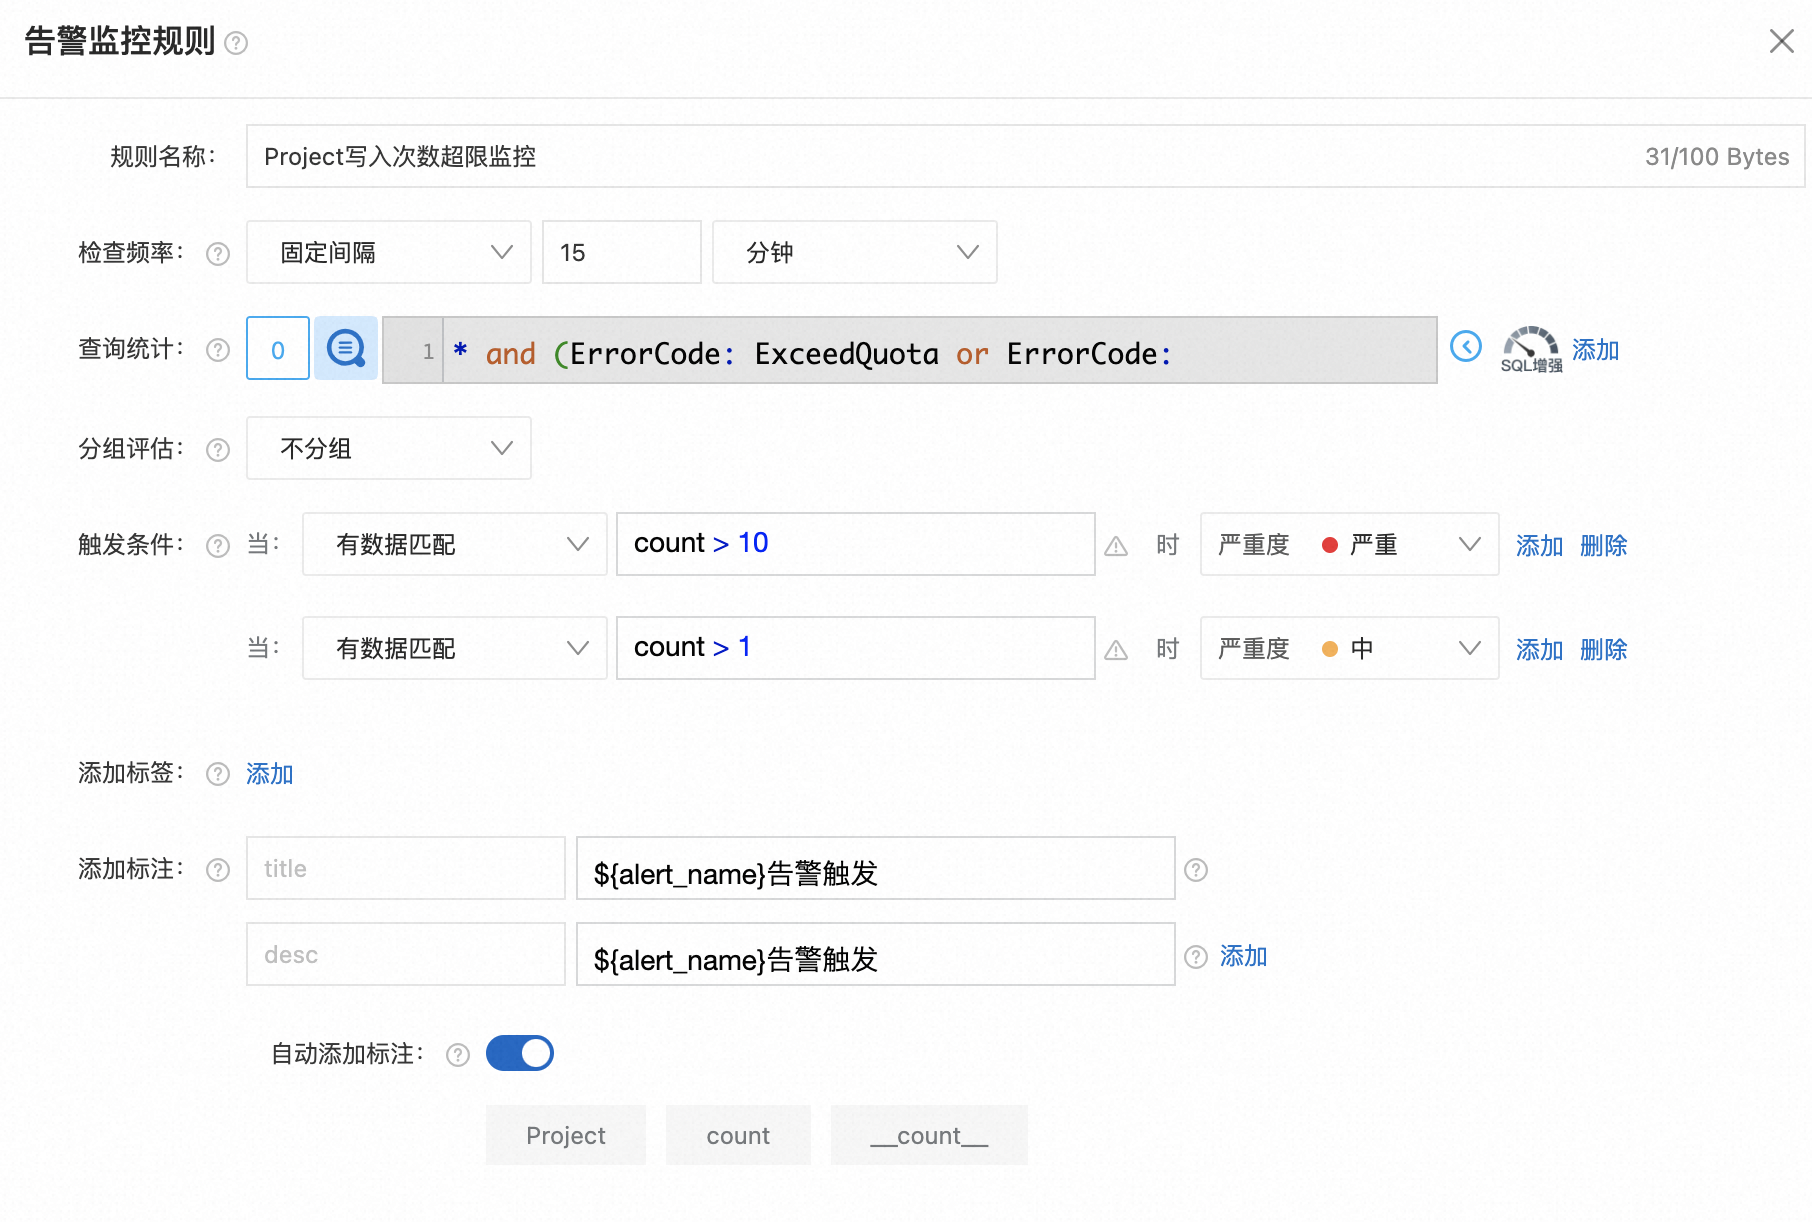 告警监控规则
规则名称： Project写入次数超限监控 31/100 Bytes
检查频率： 固定间隔 15 分钟
查询统计： 0 1 * and (ErrorCode: ExceedQuota or ErrorCode: SQL增强 添加
分组评估： 不分组
触发条件： 当： 有数据匹配 count > 10 时 严重度 严重 添加 删除
当： 有数据匹配 count > 1 时 严重度 中 添加 删除
添加标签： 添加
添加标注： title ${alert_name}告警触发
desc ${alert_name}告警触发 添加
自动添加标注：
Project count __count__